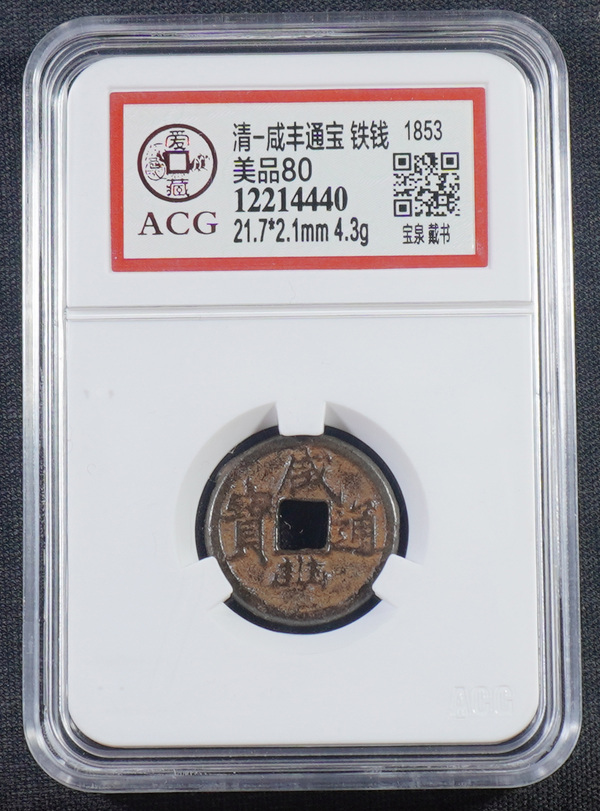 爱藏
ACG
清-咸丰通宝 铁钱 1853
美品80
12214440
21.7*2.1mm 4.3g
宝泉 戴书
咸豐通寶
ACG